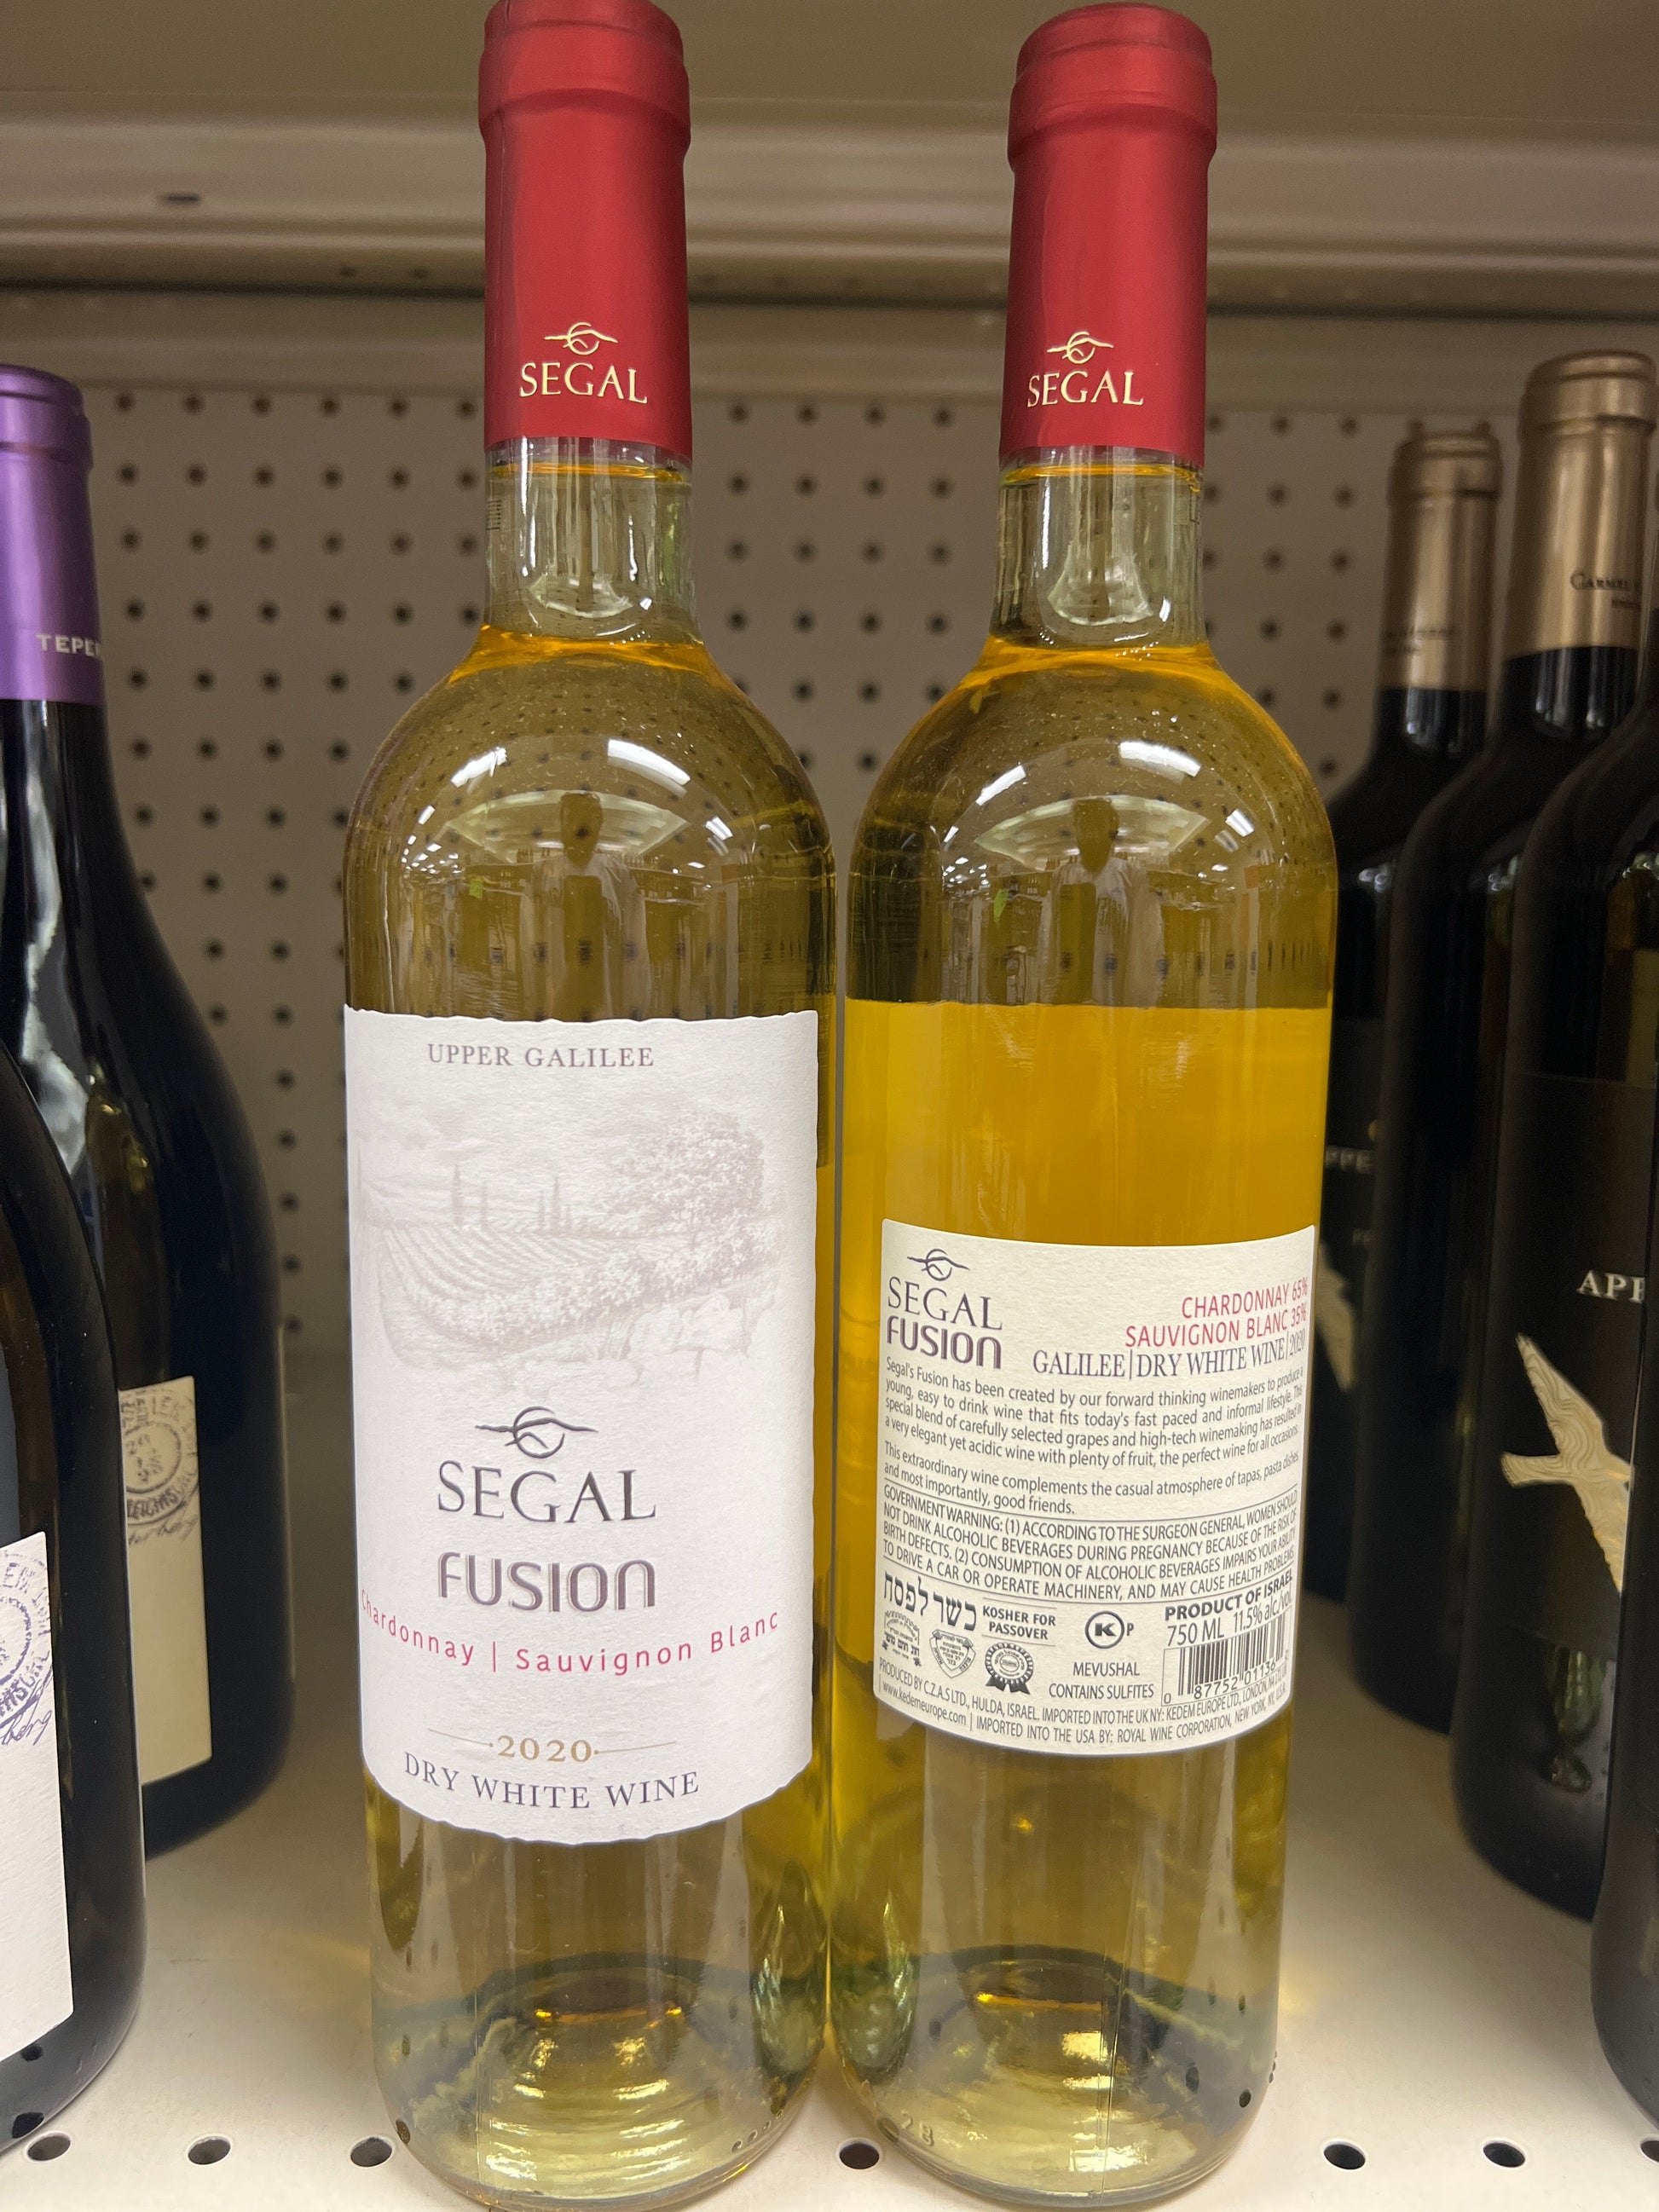 SEGAL
SEGAL
TEPER
CARMEL
UPPER GALILEE
SEGAL
FUSION
Chardonnay | Sauvignon Blanc
2020
DRY WHITE WINE
SEGAL
FUSION
CHARDONNAY 65%
SAUVIGNON BLANC 35%
GALILEE|DRY WHITE WINE|2020
Segal's Fusion has been created by our forward thinking winemakers to produce a
young, easy to drink wine that fits today's fast paced and informal lifestyle. This
special blend of carefully selected grapes and high-tech winemaking has resulted in
a very elegant yet acidic wine with plenty of fruit, the perfect wine for all occasions.
This extraordinary wine complements the casual atmosphere of tapas, pasta dishes,
and most importantly, good friends.
GOVERNMENT WARNING: (1) ACCORDING TO THE SURGEON GENERAL, WOMEN SHOULD
NOT DRINK ALCOHOLIC BEVERAGES DURING PREGNANCY BECAUSE OF THE RISK OF
BIRTH DEFECTS. (2) CONSUMPTION OF ALCOHOLIC BEVERAGES IMPAIRS YOUR ABILITY
TO DRIVE A CAR OR OPERATE MACHINERY, AND MAY CAUSE HEALTH PROBLEMS.
כשר לפסח
KOSHER FOR
PASSOVER
K P
PRODUCT OF ISRAEL
750 ML 11.5% alc/vol
MEVUSHAL
CONTAINS SULFITES
0 87752 01136
PRODUCED BY C.Z.A.S LTD., HULDA, ISRAEL. IMPORTED INTO THE UK NY: KEDEM EUROPE LTD., LONDON,
www.kedemeurope.com | IMPORTED INTO THE USA BY: ROYAL WINE CORPORATION, NEW YORK, NY, U.S.A.
PPE
APP
28